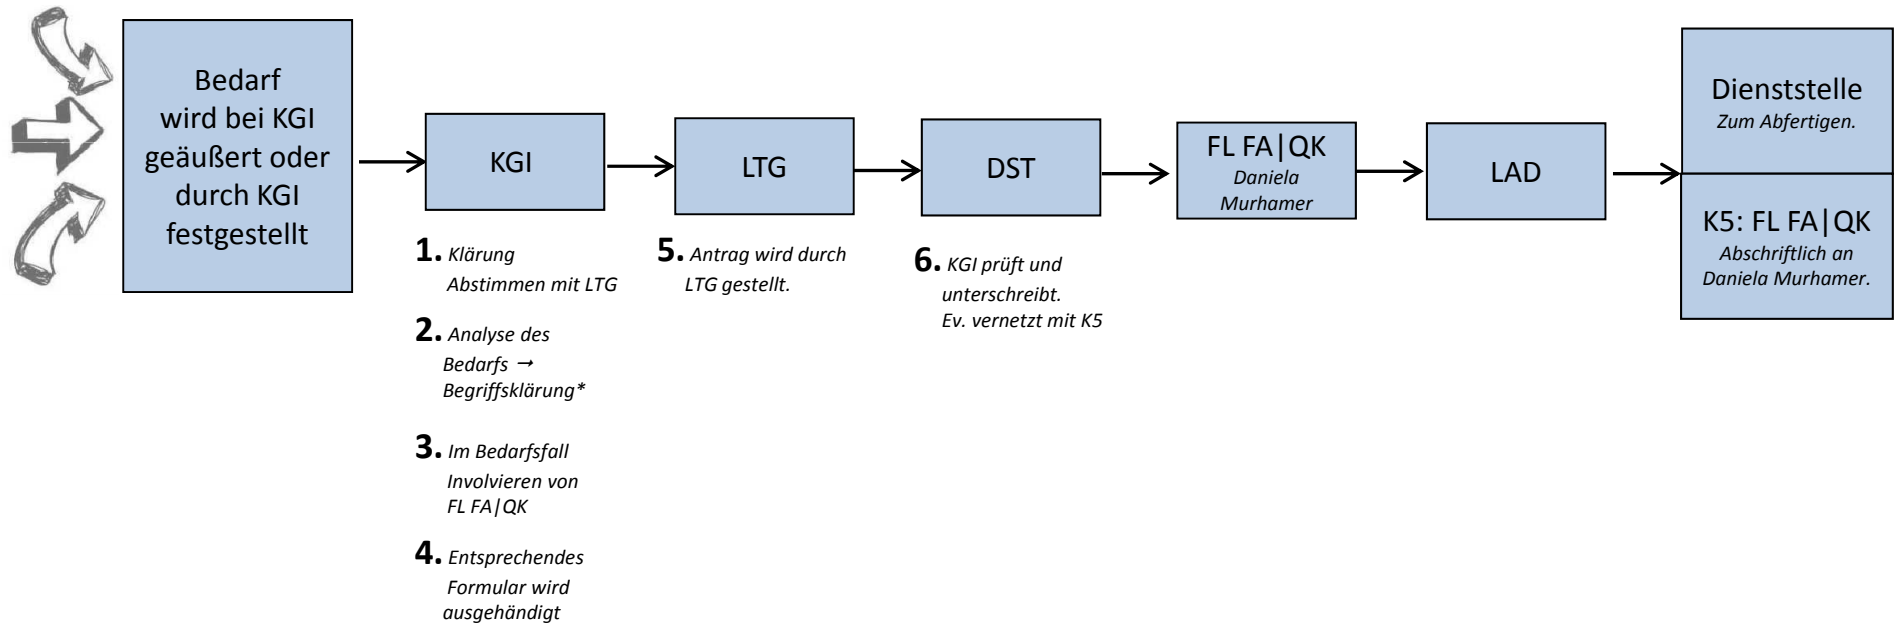 Bedarf
wird bei KGI
geäußert oder
durch KGI
festgestellt
KGI
1. Klärung
Abstimmen mit LTG
2. Analyse des
Bedarfs →
Begriffsklärung*
3. Im Bedarfsfall
Involvieren von
FL FA|QK
4. Entsprechendes
Formular wird
ausgehändigt
LTG
5. Antrag wird durch
LTG gestellt.
DST
6. KGI prüft und
unterschreibt.
Ev. vernetzt mit K5
FL FA|QK
Daniela
Murhamer
LAD
Dienststelle
Zum Abfertigen.
K5: FL FA|QK
Abschriftlich an
Daniela Murhamer.